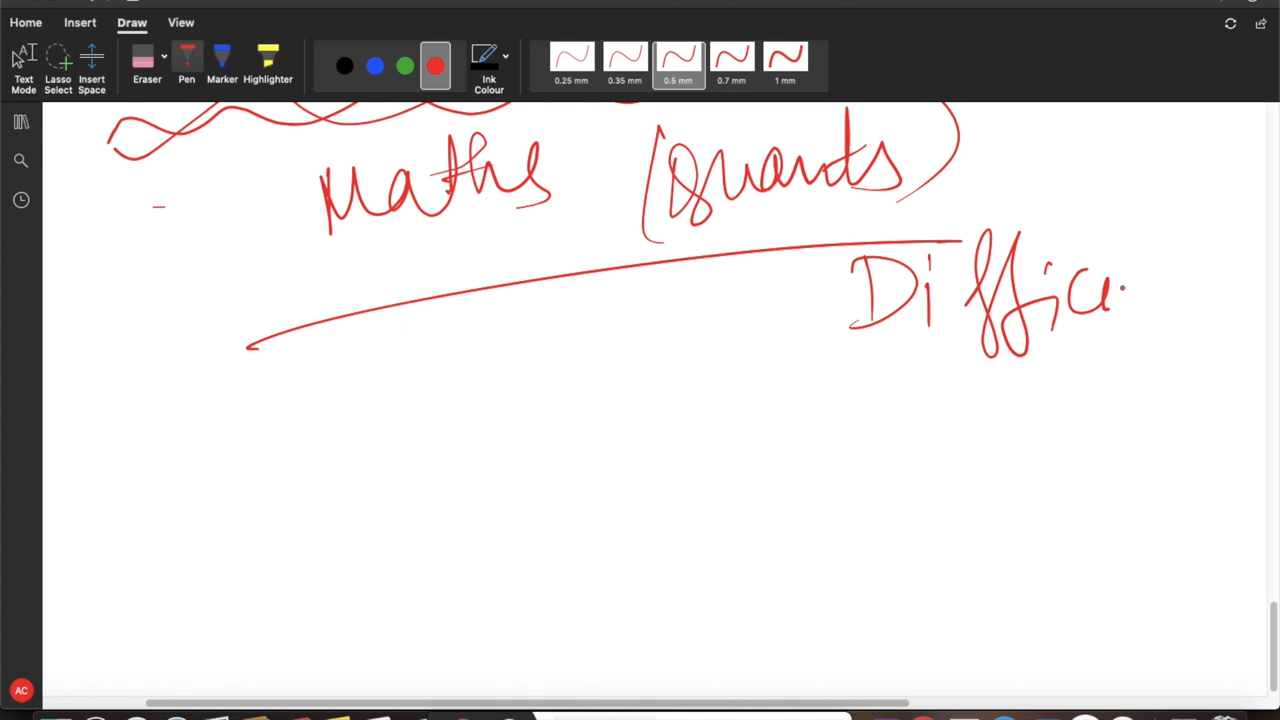 Home Insert Draw View
Text Mode Lasso Select Insert Space Eraser Pen Marker Highlighter Ink Colour 0.25 mm 0.35 mm 0.5 mm 0.7 mm 1 mm
Maths (Quants)
Diffic
AC